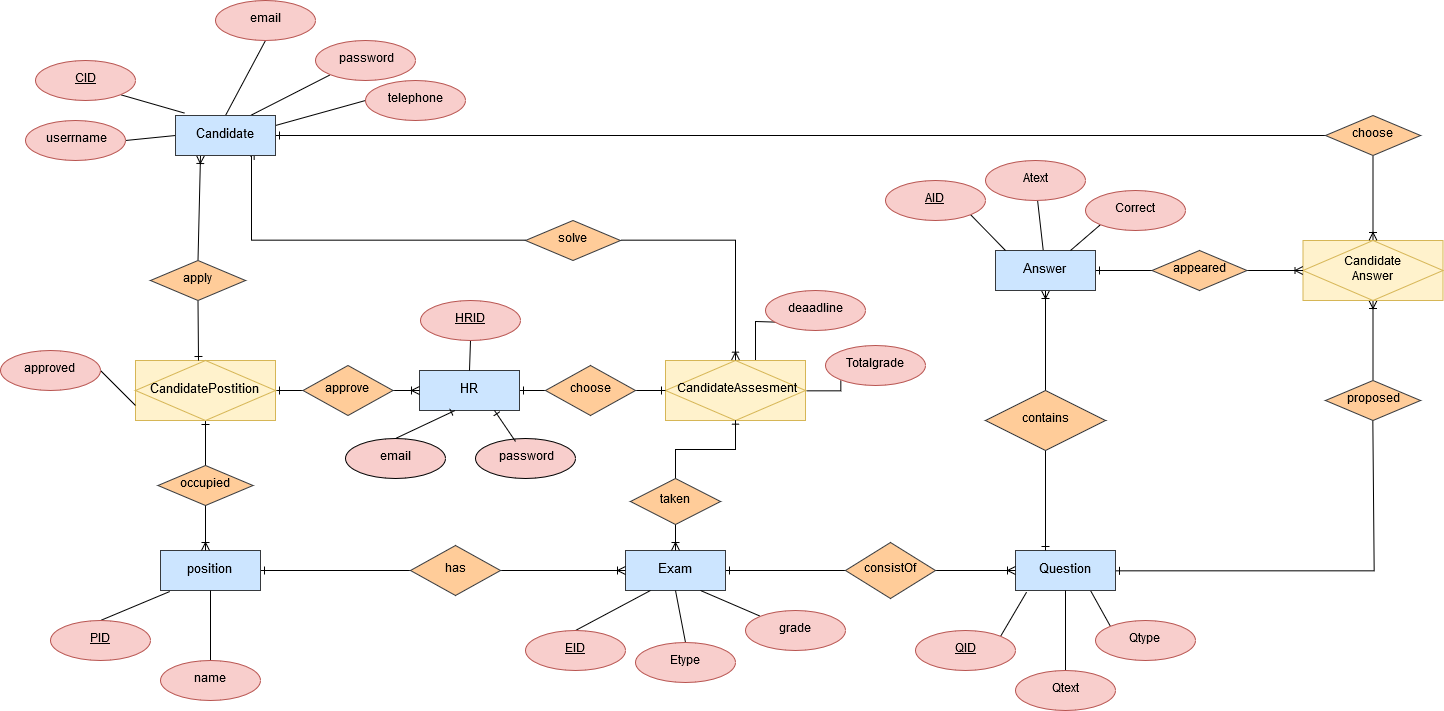 email
password
CID
telephone
userrname
Candidate
choose
Atext
AID
Correct
solve
Candidate
Answer
Answer
appeared
apply
HRID
deaadline
approved
Totalgrade
CandidatePostition
approve
HR
choose
CandidateAssesment
proposed
contains
email
password
occupied
taken
position
has
Exam
consistOf
Question
PID
grade
EID
QID
Qtype
Etype
name
Qtext